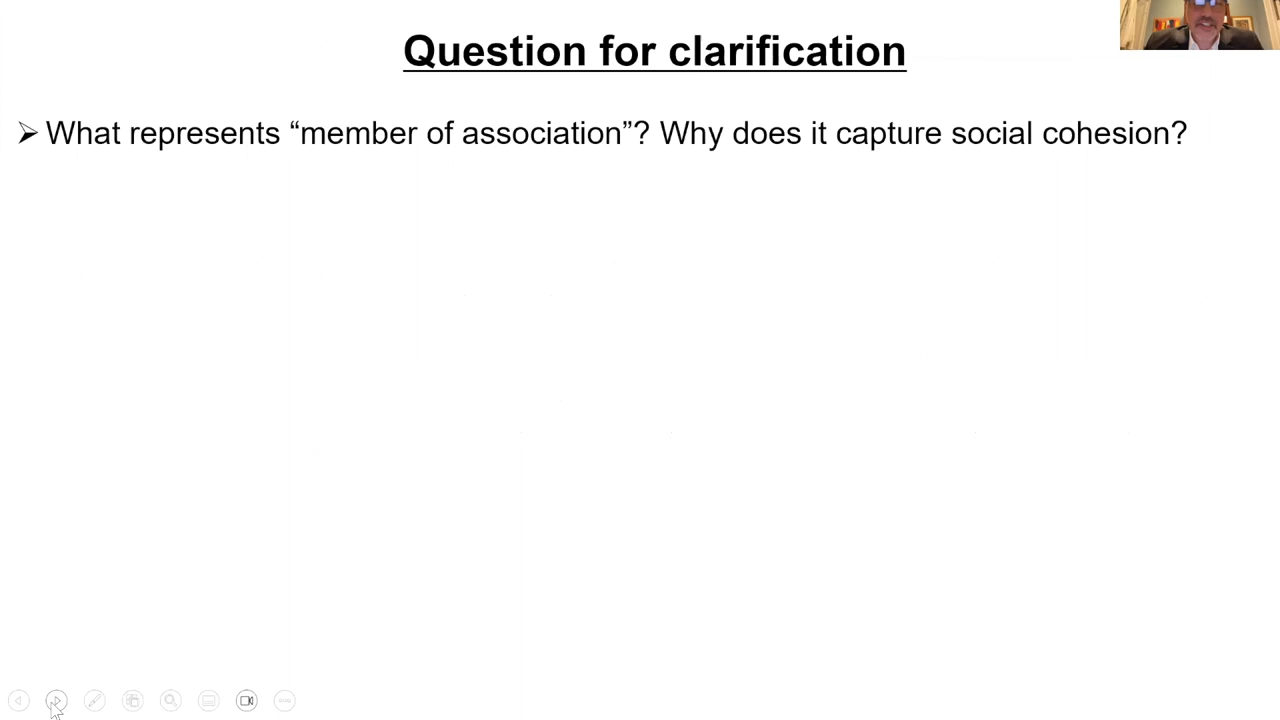 Question for clarification
➢ What represents “member of association”? Why does it capture social cohesion?